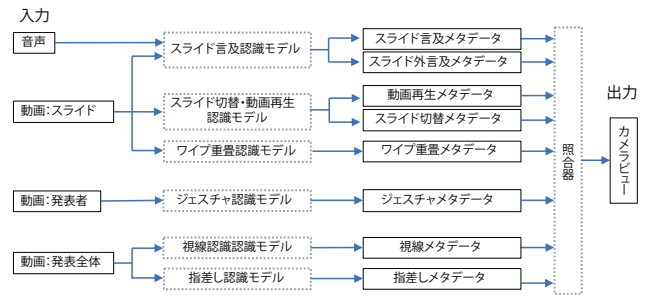 入力
音声
スライド言及認識モデル
スライド言及メタデータ
スライド外言及メタデータ
動画:スライド
スライド切替・動画再生
認識モデル
動画再生メタデータ
スライド切替メタデータ
ワイプ重畳認識モデル
ワイプ重畳メタデータ
動画:発表者
ジェスチャ認識モデル
ジェスチャメタデータ
動画:発表全体
視線認識認識モデル
視線メタデータ
指差し認識モデル
指差しメタデータ
照合器
出力
カメラビュー